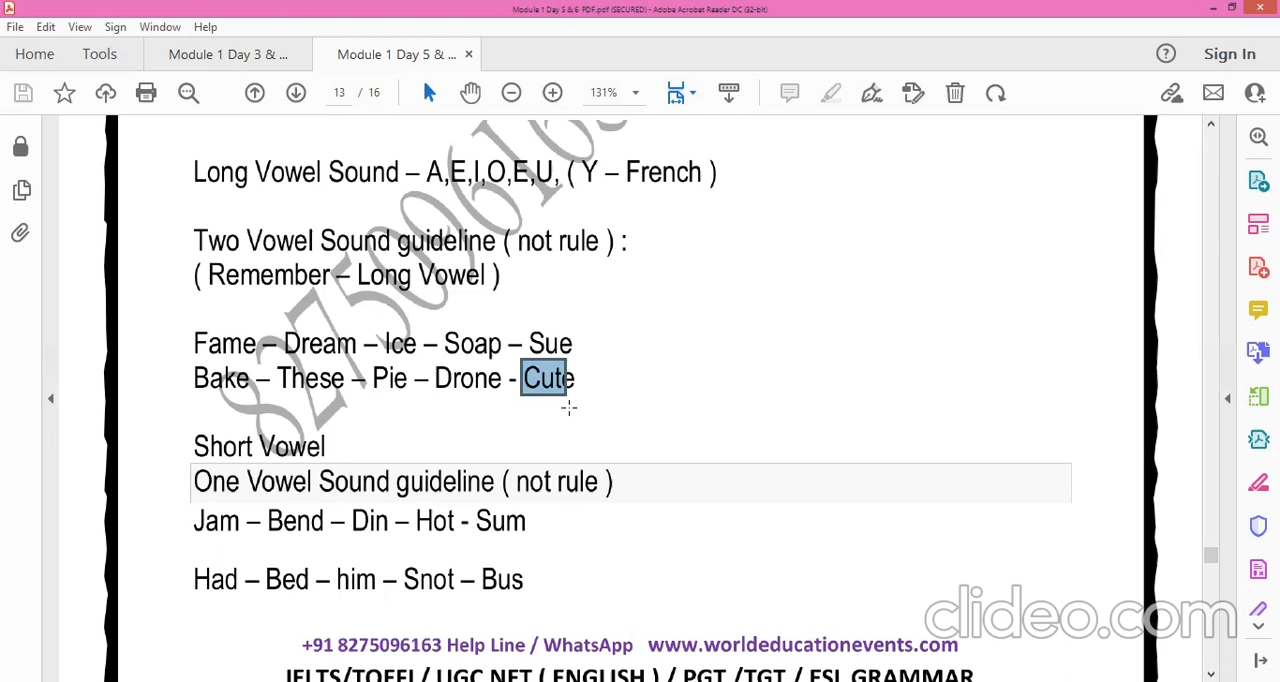 Module 1 Day 5 & 6 PDF.pdf (SECURED) - Adobe Acrobat Reader DC (32-bit)
File Edit View Sign Window Help
Home Tools Module 1 Day 3 & ... Module 1 Day 5 & ... × Sign In
13 / 16 131%
Long Vowel Sound – A,E,I,O,E,U, ( Y – French )
Two Vowel Sound guideline ( not rule ) :
( Remember – Long Vowel )
Fame – Dream – Ice – Soap – Sue
Bake – These – Pie – Drone - Cute
Short Vowel
One Vowel Sound guideline ( not rule )
Jam – Bend – Din – Hot - Sum
Had – Bed – him – Snot – Bus
clideo.com
+91 8275096163 Help Line / WhatsApp www.worldeducationevents.com
IELTS/TOEFL/ UGC NET ( ENGLISH ) / PGT /TGT / ESL GRAMMAR